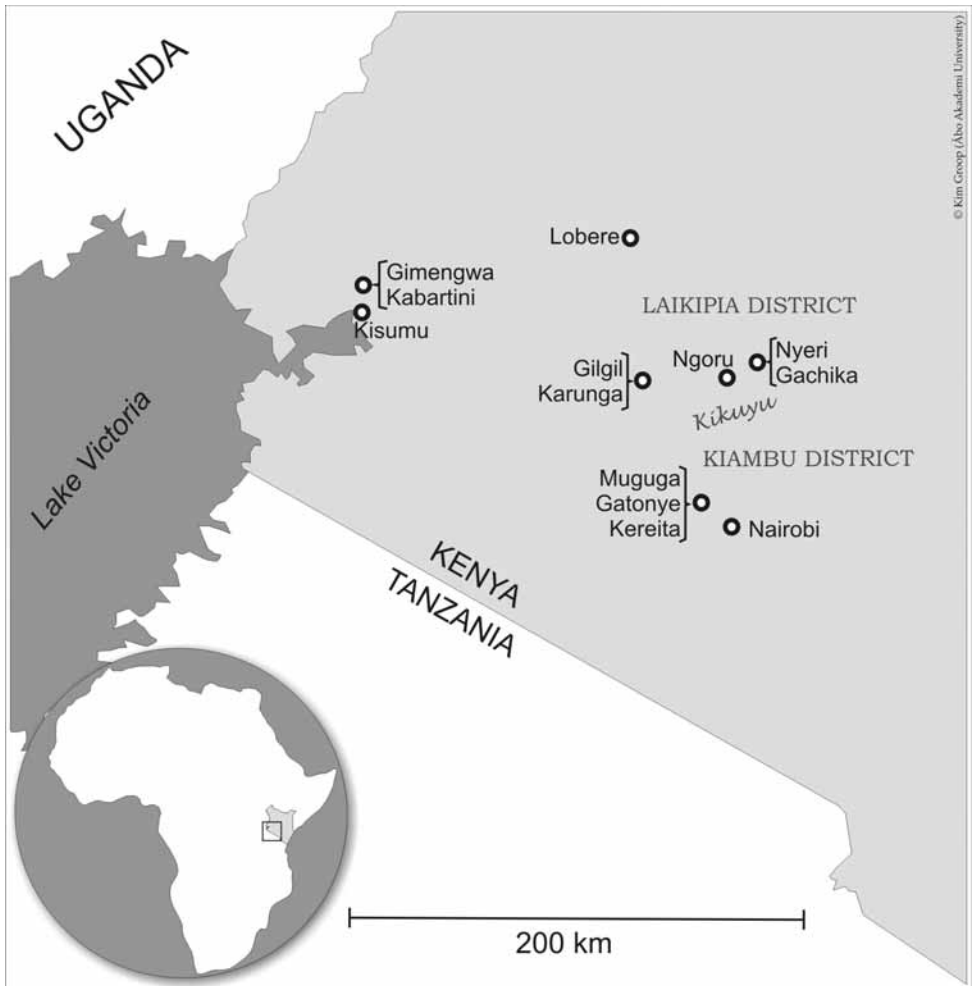 UGANDA
© Kim Groop (Åbo Akademi University)
Lobere
Gimengwa
Kabartini
Kisumu
LAIKIPIA DISTRICT
Nyeri
Gachika
Ngoru
Gilgil
Karunga
Kikuyu
Lake Victoria
KIAMBU DISTRICT
Muguga
Gatonye
Kereita
Nairobi
KENYA
TANZANIA
200 km